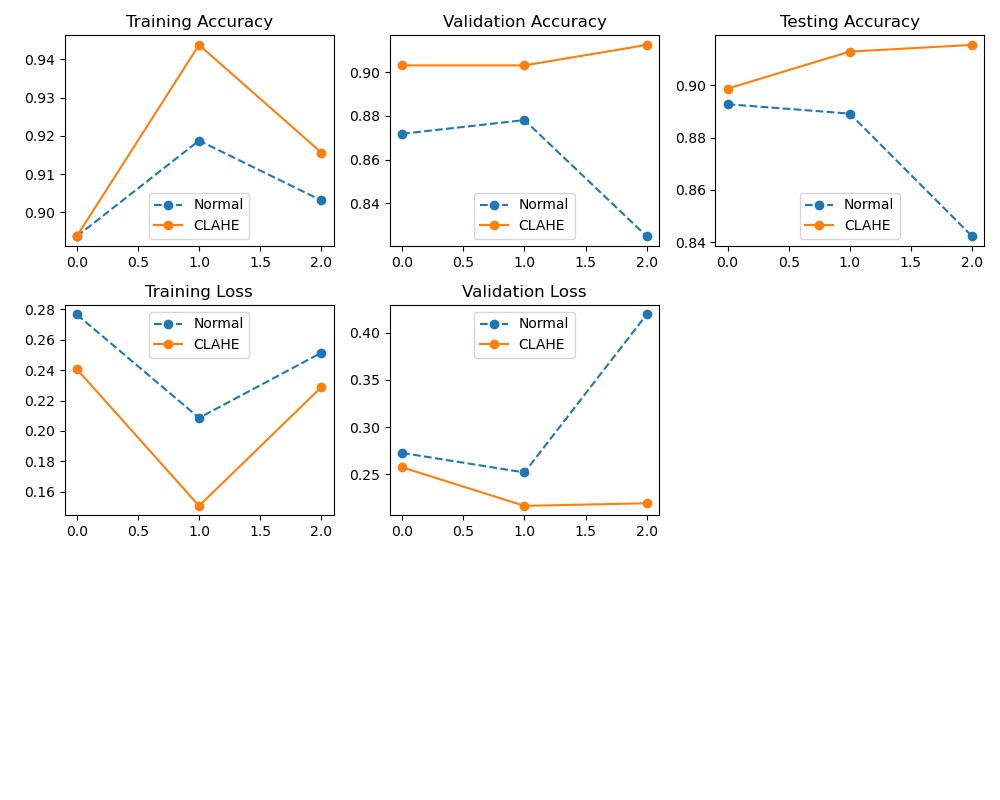 Training Accuracy
0.94
0.93
0.92
0.91
0.90
Normal
CLAHE
0.0 0.5 1.0 1.5 2.0
Validation Accuracy
0.90
0.88
0.86
0.84
Normal
CLAHE
0.0 0.5 1.0 1.5 2.0
Testing Accuracy
0.90
0.88
0.86
0.84
Normal
CLAHE
0.0 0.5 1.0 1.5 2.0
Training Loss
0.28
0.26
0.24
0.22
0.20
0.18
0.16
Normal
CLAHE
0.0 0.5 1.0 1.5 2.0
Validation Loss
0.40
0.35
0.30
0.25
Normal
CLAHE
0.0 0.5 1.0 1.5 2.0